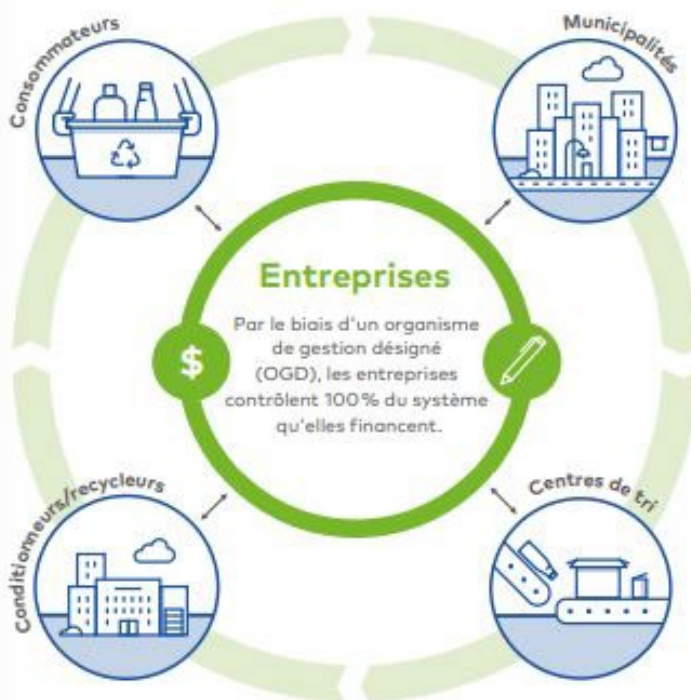 Consommateurs
Municipalités
Entreprises
Par le biais d'un organisme
de gestion désigné
(OGD), les entreprises
contrôlent 100% du système
qu'elles financent.
$
Conditionneurs/recycleurs
Centres de tri